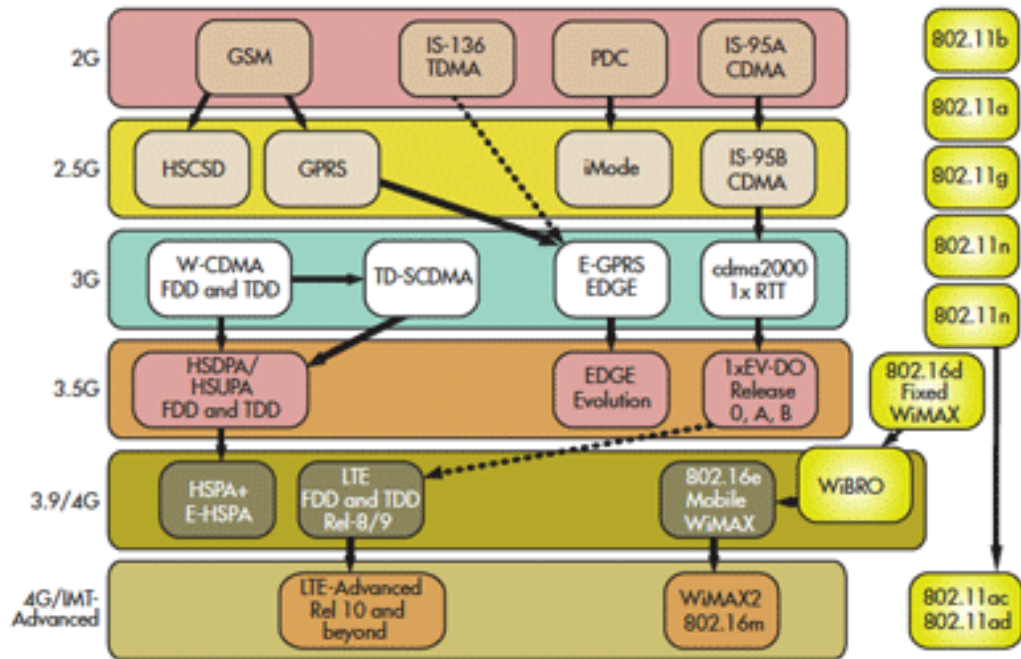 2G
GSM
IS-136
TDMA
PDC
IS-95A
CDMA
802.11b
802.11a
2.5G
HSCSD
GPRS
iMode
IS-95B
CDMA
802.11g
802.11n
3G
W-CDMA
FDD and TDD
TD-SCDMA
E-GPRS
EDGE
cdma2000
1x RTT
802.11n
3.5G
HSDPA/
HSUPA
FDD and TDD
EDGE
Evolution
1xEV-DO
Release
0, A, B
802.16d
Fixed
WiMAX
3.9/4G
HSPA+
E-HSPA
LTE
FDD and TDD
Rel-8/9
802.16e
Mobile
WiMAX
WiBRO
4G/IMT-
Advanced
LTE-Advanced
Rel 10 and
beyond
WiMAX2
802.16m
802.11ac
802.11ad